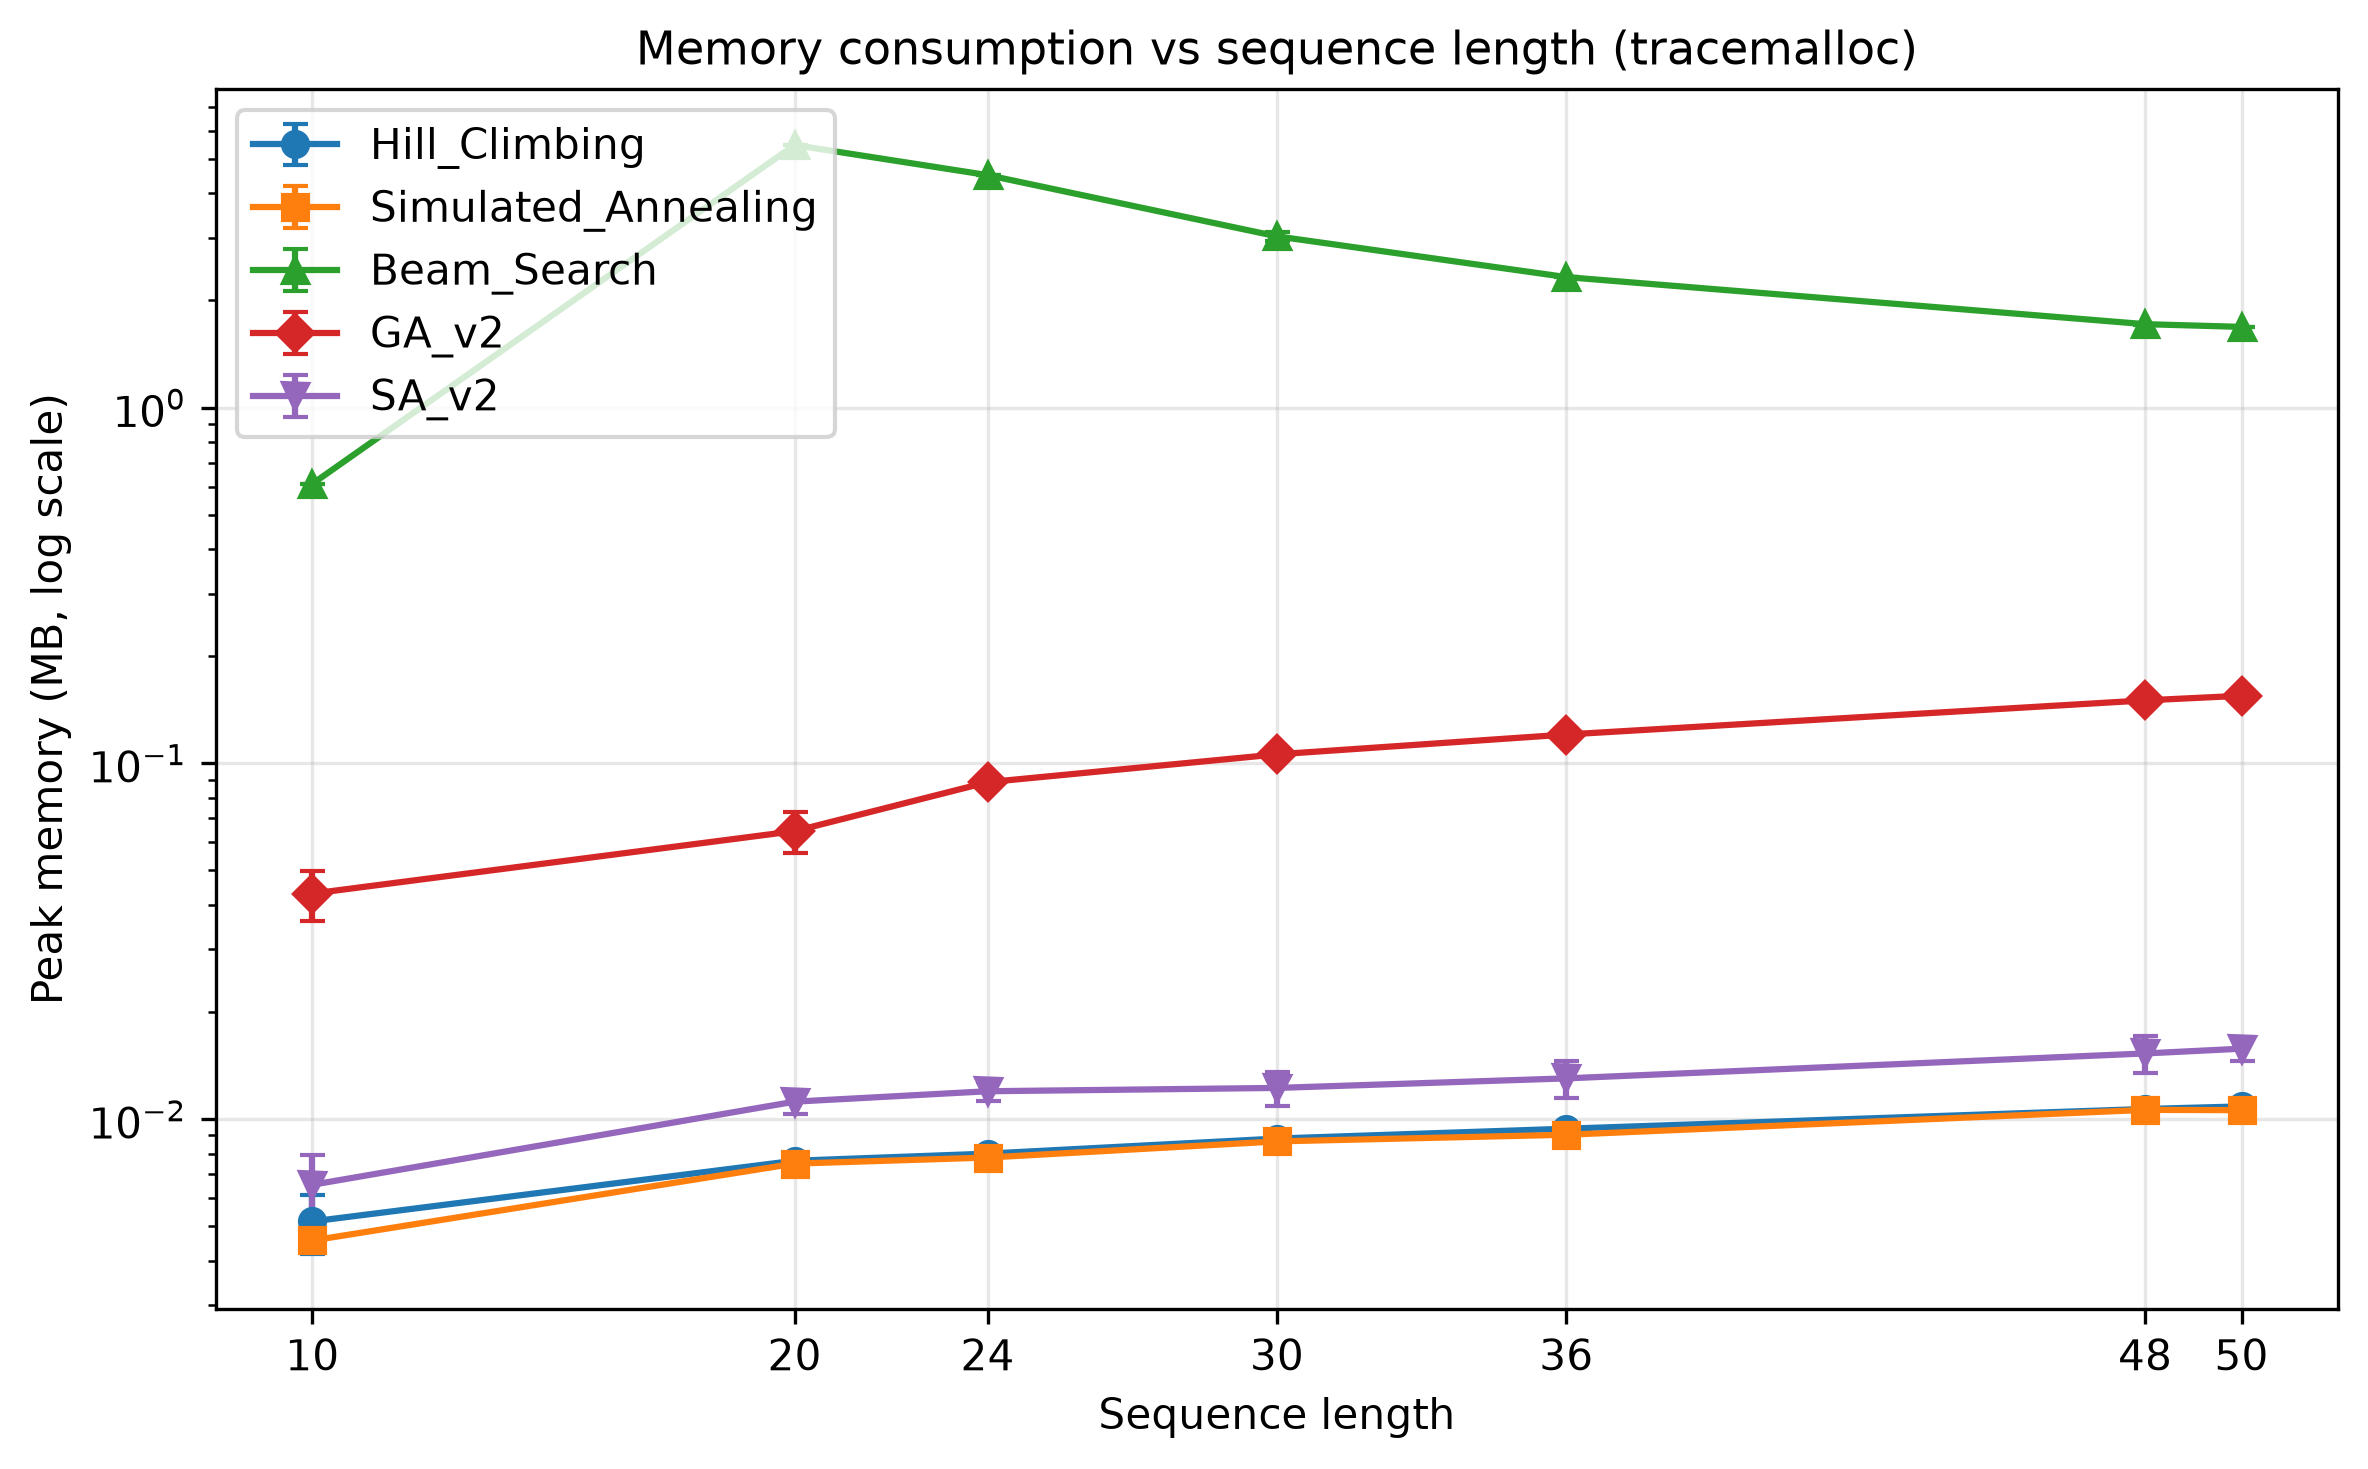 Memory consumption vs sequence length (tracemalloc)
Hill_Climbing
Simulated_Annealing
Beam_Search
GA_v2
SA_v2
Peak memory (MB, log scale)
10⁰
10⁻¹
10⁻²
10 20 24 30 36 48 50
Sequence length